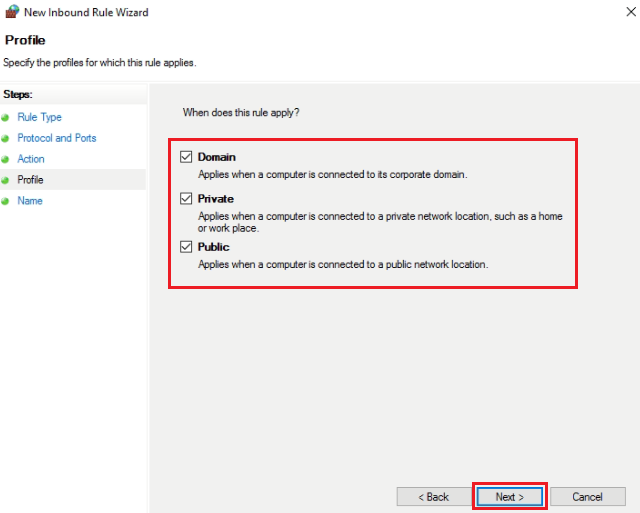 New Inbound Rule Wizard
Profile
Specify the profiles for which this rule applies.
Steps:
Rule Type
Protocol and Ports
Action
Profile
Name
When does this rule apply?
Domain
Applies when a computer is connected to its corporate domain.
Private
Applies when a computer is connected to a private network location, such as a home
or work place.
Public
Applies when a computer is connected to a public network location.
< Back
Next >
Cancel